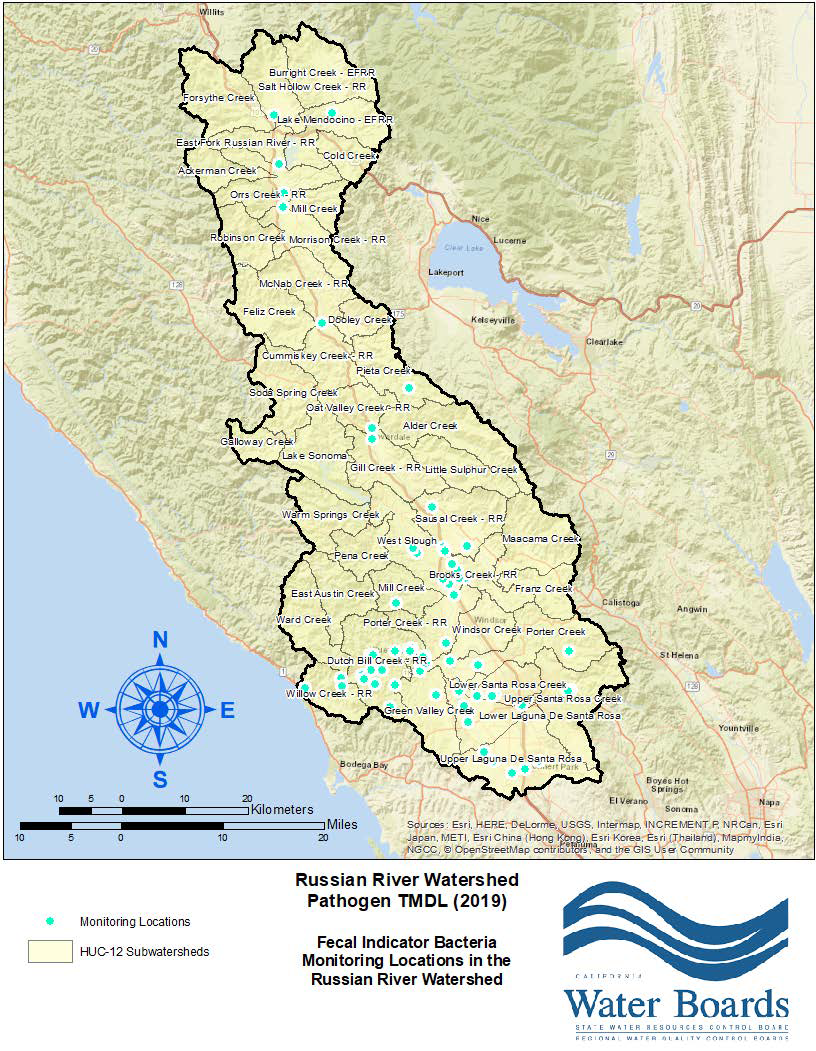 Willits
20
Burright Creek - EFRR
Salt Hollow Creek - RR
Forsythe Creek
Lake Mendocino - EFRR
East Fork Russian River - RR
Cold Creek
Ackerman Creek
Orrs Creek - RR
Mill Creek
Nice
Robinson Creek
Morrison Creek - RR
Lucerne
Clear Lake
Lakeport
McNab Creek - RR
128
Feliz Creek
175
20
Dooley Creek
Kelseyville
Clearlake
Cummiskey Creek - RR
Pieta Creek
Soda Spring Creek
Oat Valley Creek - RR
Alder Creek
Galloway Creek
Lake Sonoma
29
Gill Creek - RR
Little Sulphur Creek
Warm Springs Creek
Sausal Creek - RR
West Slough
Maacama Creek
Pena Creek
Brooks Creek - RR
Mill Creek
Franz Creek
East Austin Creek
Calistoga
Angwin
Ward Creek
Porter Creek - RR
Windsor
Windsor Creek
Porter Creek
St Helena
Dutch Bill Creek - RR
1
Lower Santa Rosa Creek
128
Willow Creek - RR
Upper Santa Rosa Creek
Green Valley Creek
Lower Laguna De Santa Rosa
Yountville
Upper Laguna De Santa Rosa
Bodega Bay
Boyes Hot
Springs
El Verano
Sonoma
Napa
N
W
E
S
10 5 0 10 20
Kilometers
Miles
10 5 0 10 20
Sources: Esri, HERE, DeLorme, USGS, Intermap, INCREMENT P, NRCan, Esri
Japan, METI, Esri China (Hong Kong), Esri Korea, Esri (Thailand), MapmyIndia,
NGCC, © OpenStreetMap contributors, and the GIS User Community
Russian River Watershed
Pathogen TMDL (2019)
Fecal Indicator Bacteria
Monitoring Locations in the
Russian River Watershed
Monitoring Locations
HUC-12 Subwatersheds
CALIFORNIA
Water Boards
STATE WATER RESOURCES CONTROL BOARD
REGIONAL WATER QUALITY CONTROL BOARDS